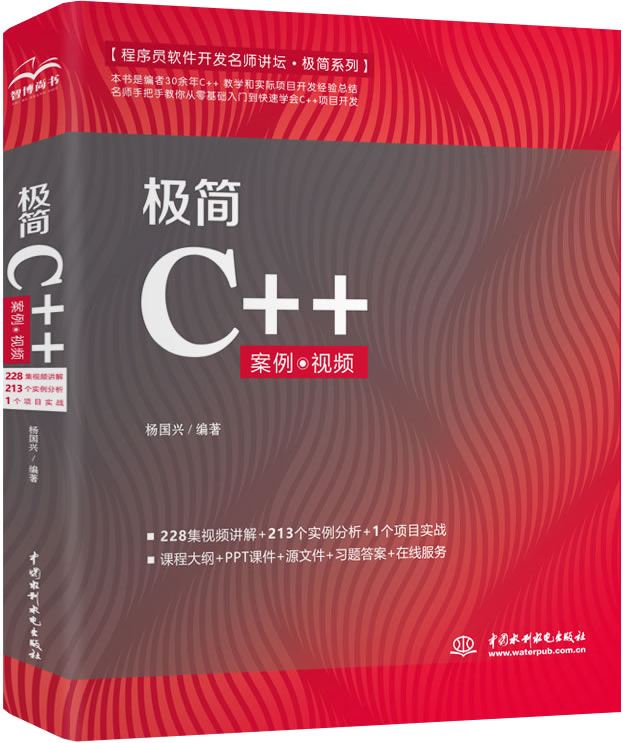 【程序员软件开发名师讲坛·极简系列】
本书是编者30余年C++ 教学和实际项目开发经验总结
名师手把手教你从零基础入门到快速学会C++项目开发
极简
C++
案例⊙视频
杨国兴 / 编著
■ 228集视频讲解+213个实例分析+1个项目实战
■ 课程大纲+PPT课件+源文件+习题答案+在线服务
中国水利水电出版社
www.waterpub.com.cn
智博尚书
极简
C++
案例⊙视频
228集视频讲解
213个实例分析
1个项目实战
杨国兴 / 编著
中国水利水电出版社